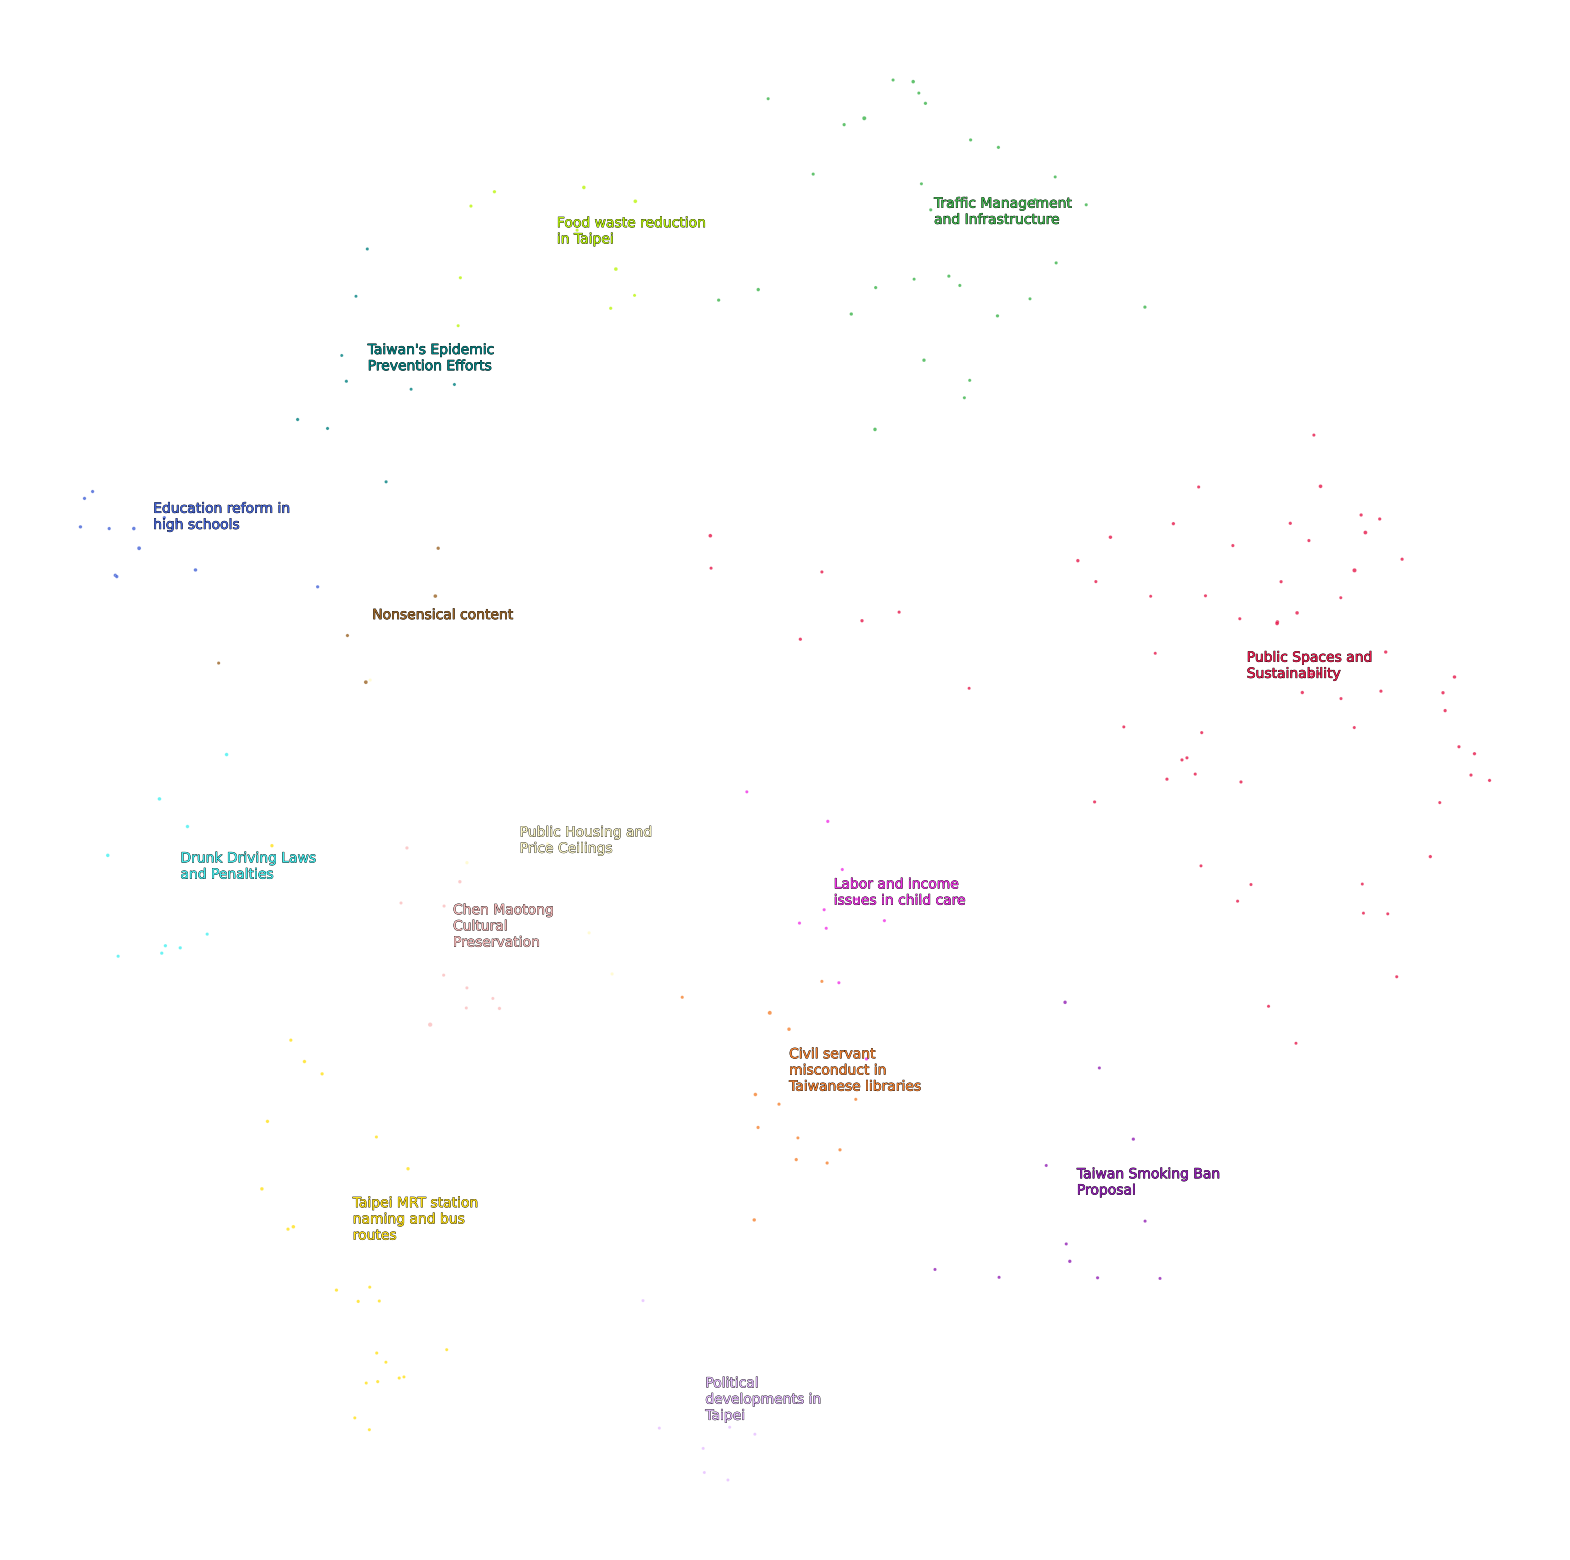 Traffic Management
and Infrastructure
Food waste reduction
in Taipei
Taiwan's Epidemic
Prevention Efforts
Education reform in
high schools
Nonsensical content
Public Spaces and
Sustainability
Public Housing and
Price Ceilings
Drunk Driving Laws
and Penalties
Labor and income
issues in child care
Chen Maotong
Cultural
Preservation
Civil servant
misconduct in
Taiwanese libraries
Taiwan Smoking Ban
Proposal
Taipei MRT station
naming and bus
routes
Political
developments in
Taipei